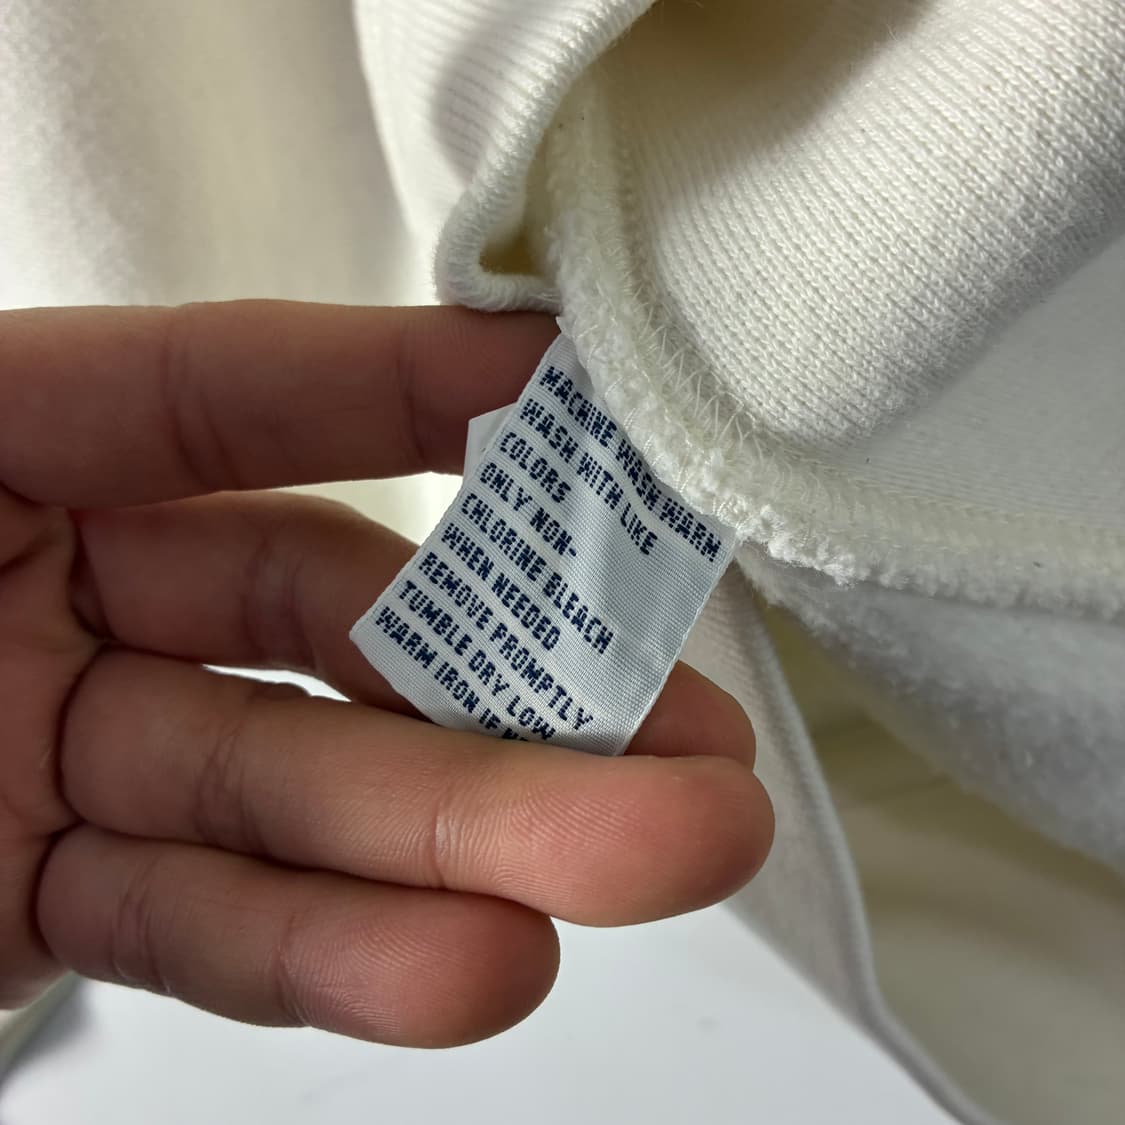 MACHINE WASH WARM
WASH WITH LIKE
COLORS
ONLY NON-
CHLORINE BLEACH
WHEN NEEDED
REMOVE PROMPTLY
TUMBLE DRY LOW
WARM IRON IF